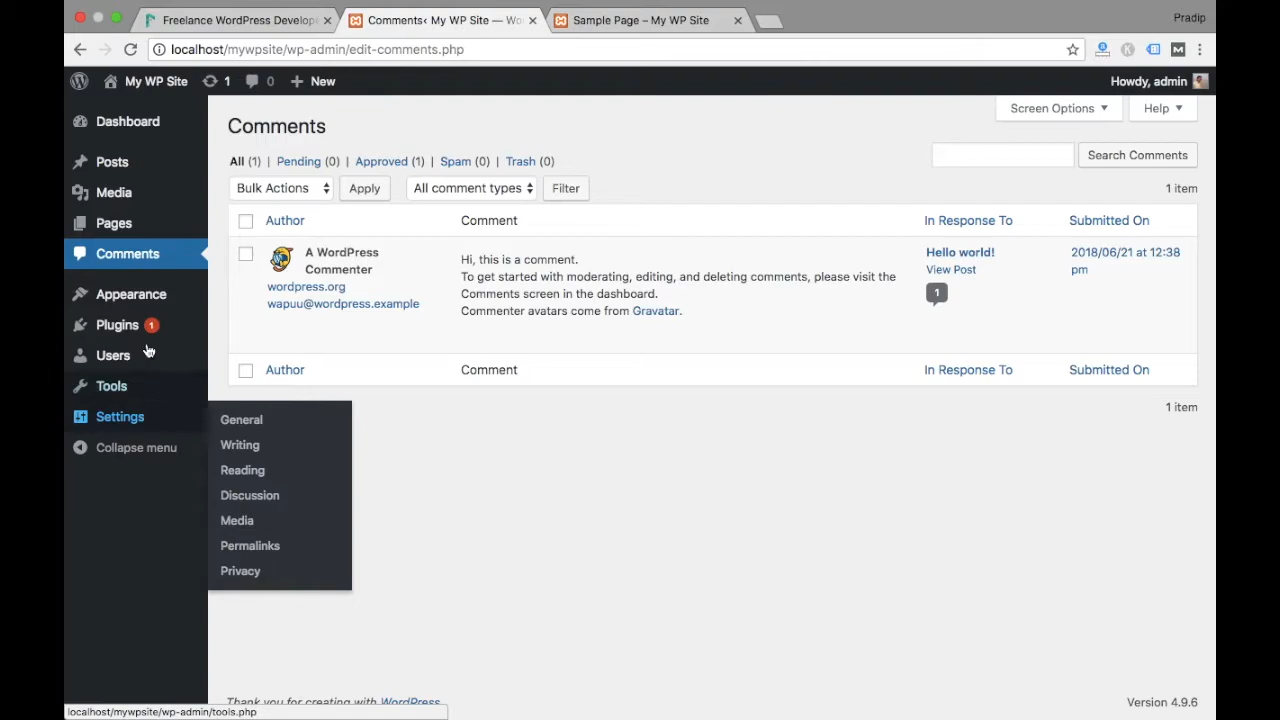 Freelance WordPress Develop
Comments‹ My WP Site — Wo
Sample Page – My WP Site
Pradip
localhost/mywpsite/wp-admin/edit-comments.php
My WP Site
1
0
New
Howdy, admin
Dashboard
Posts
Media
Pages
Comments
Appearance
Plugins 1
Users
Tools
Settings
Collapse menu
General
Writing
Reading
Discussion
Media
Permalinks
Privacy
Screen Options
Help
Comments
All (1) | Pending (0) | Approved (1) | Spam (0) | Trash (0)
Search Comments
Bulk Actions
Apply
All comment types
Filter
1 item
Author
Comment
In Response To
Submitted On
A WordPress
Commenter
wordpress.org
wapuu@wordpress.example
Hi, this is a comment.
To get started with moderating, editing, and deleting comments, please visit the
Comments screen in the dashboard.
Commenter avatars come from Gravatar.
Hello world!
View Post
1
2018/06/21 at 12:38
pm
Author
Comment
In Response To
Submitted On
1 item
Thank you for creating with WordPress
Version 4.9.6
localhost/mywpsite/wp-admin/tools.php